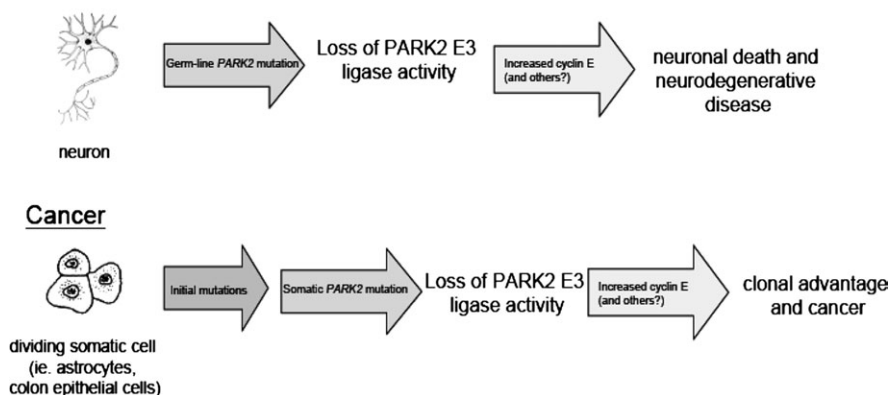 Germ-line PARK2 mutation
Loss of PARK2 E3
ligase activity
Increased cyclin E
(and others?)
neuronal death and
neurodegenerative
disease
neuron
Cancer
Initial mutations
Somatic PARK2 mutation
Loss of PARK2 E3
ligase activity
Increased cyclin E
(and others?)
clonal advantage
and cancer
dividing somatic cell
(ie. astrocytes,
colon epithelial cells)